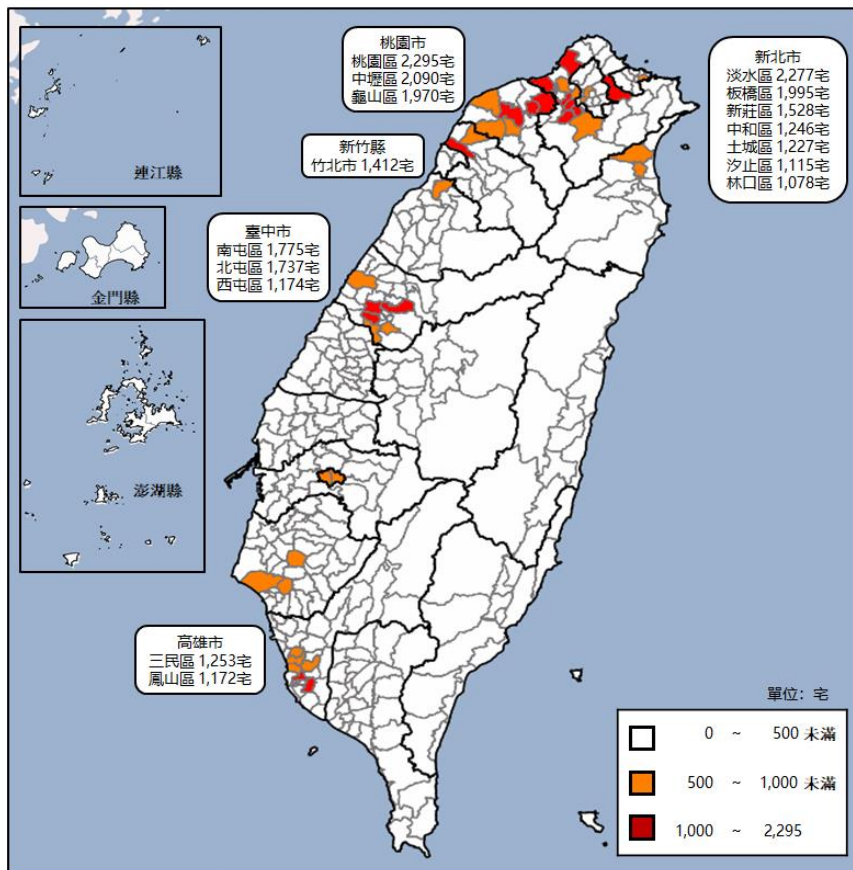 連江縣
金門縣
澎湖縣
桃園市
桃園區 2,295宅
中壢區 2,090宅
龜山區 1,970宅
新竹縣
竹北市 1,412宅
臺中市
南屯區 1,775宅
北屯區 1,737宅
西屯區 1,174宅
高雄市
三民區 1,253宅
鳳山區 1,172宅
新北市
淡水區 2,277宅
板橋區 1,995宅
新莊區 1,528宅
中和區 1,246宅
土城區 1,227宅
汐止區 1,115宅
林口區 1,078宅
單位：宅
0 ~ 500 未滿
500 ~ 1,000 未滿
1,000 ~ 2,295